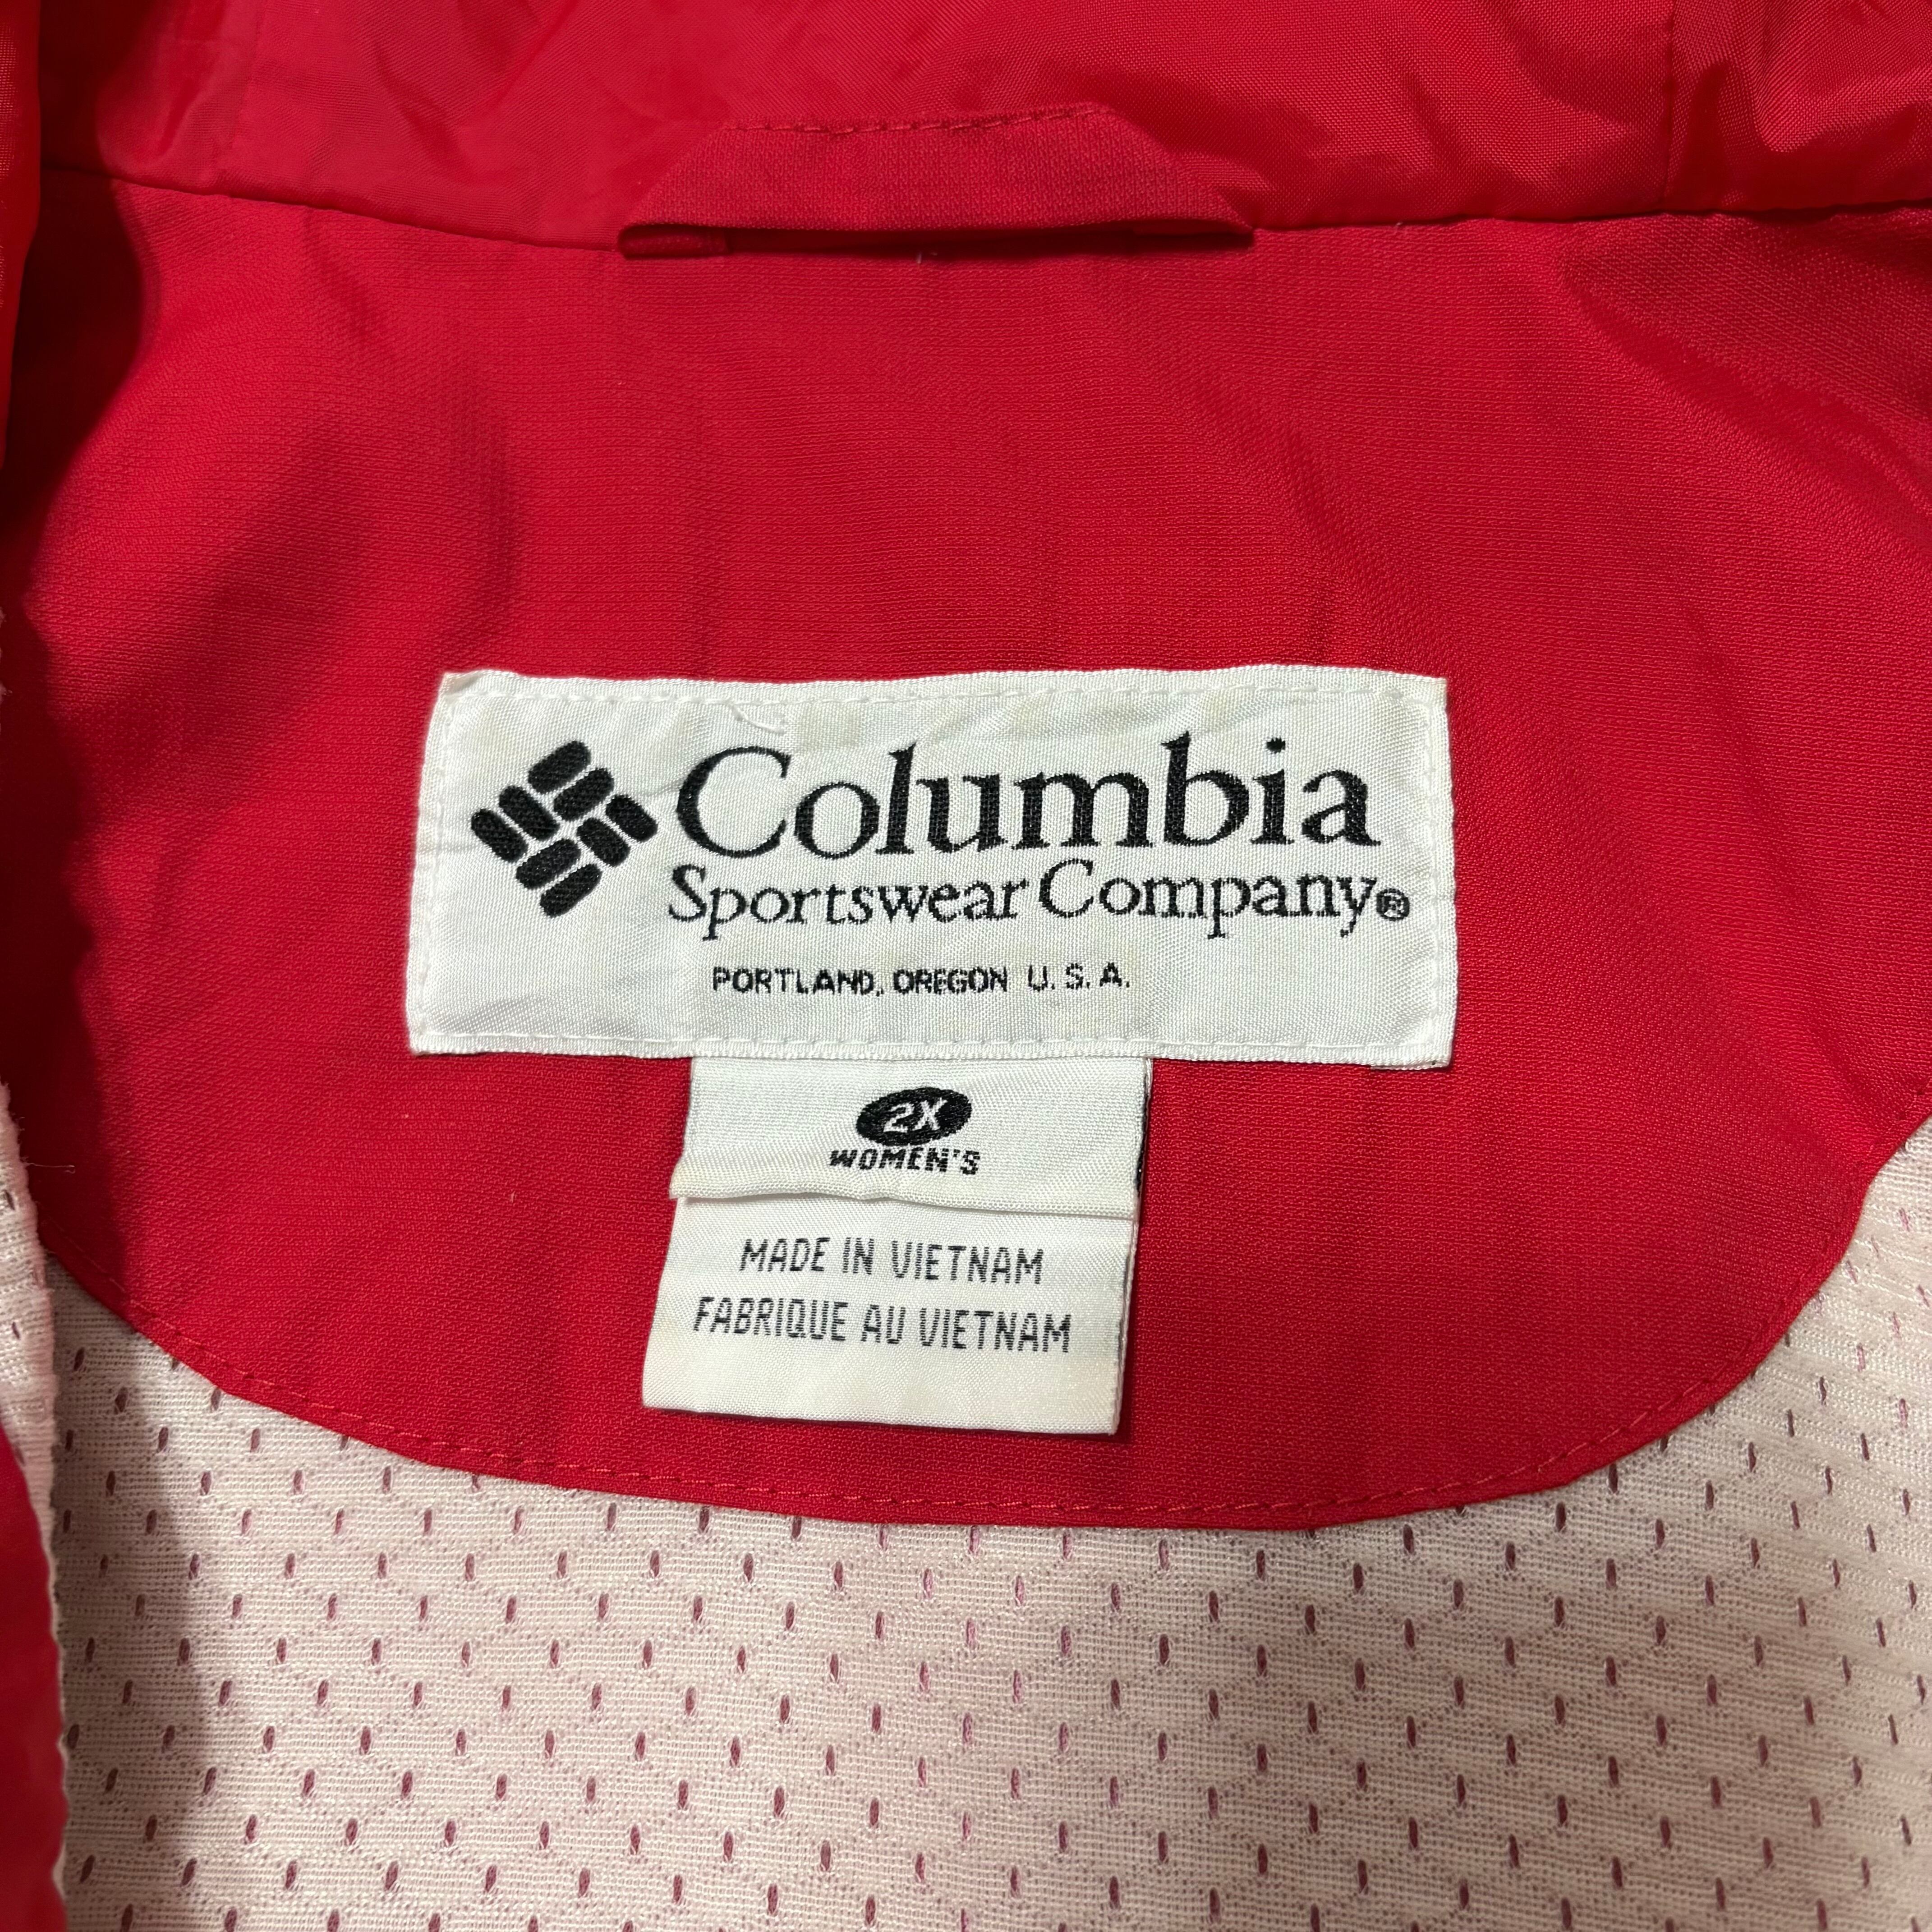 Columbia
Sportswear Company®
PORTLAND, OREGON U.S.A.
2X
WOMEN'S
MADE IN VIETNAM
FABRIQUE AU VIETNAM